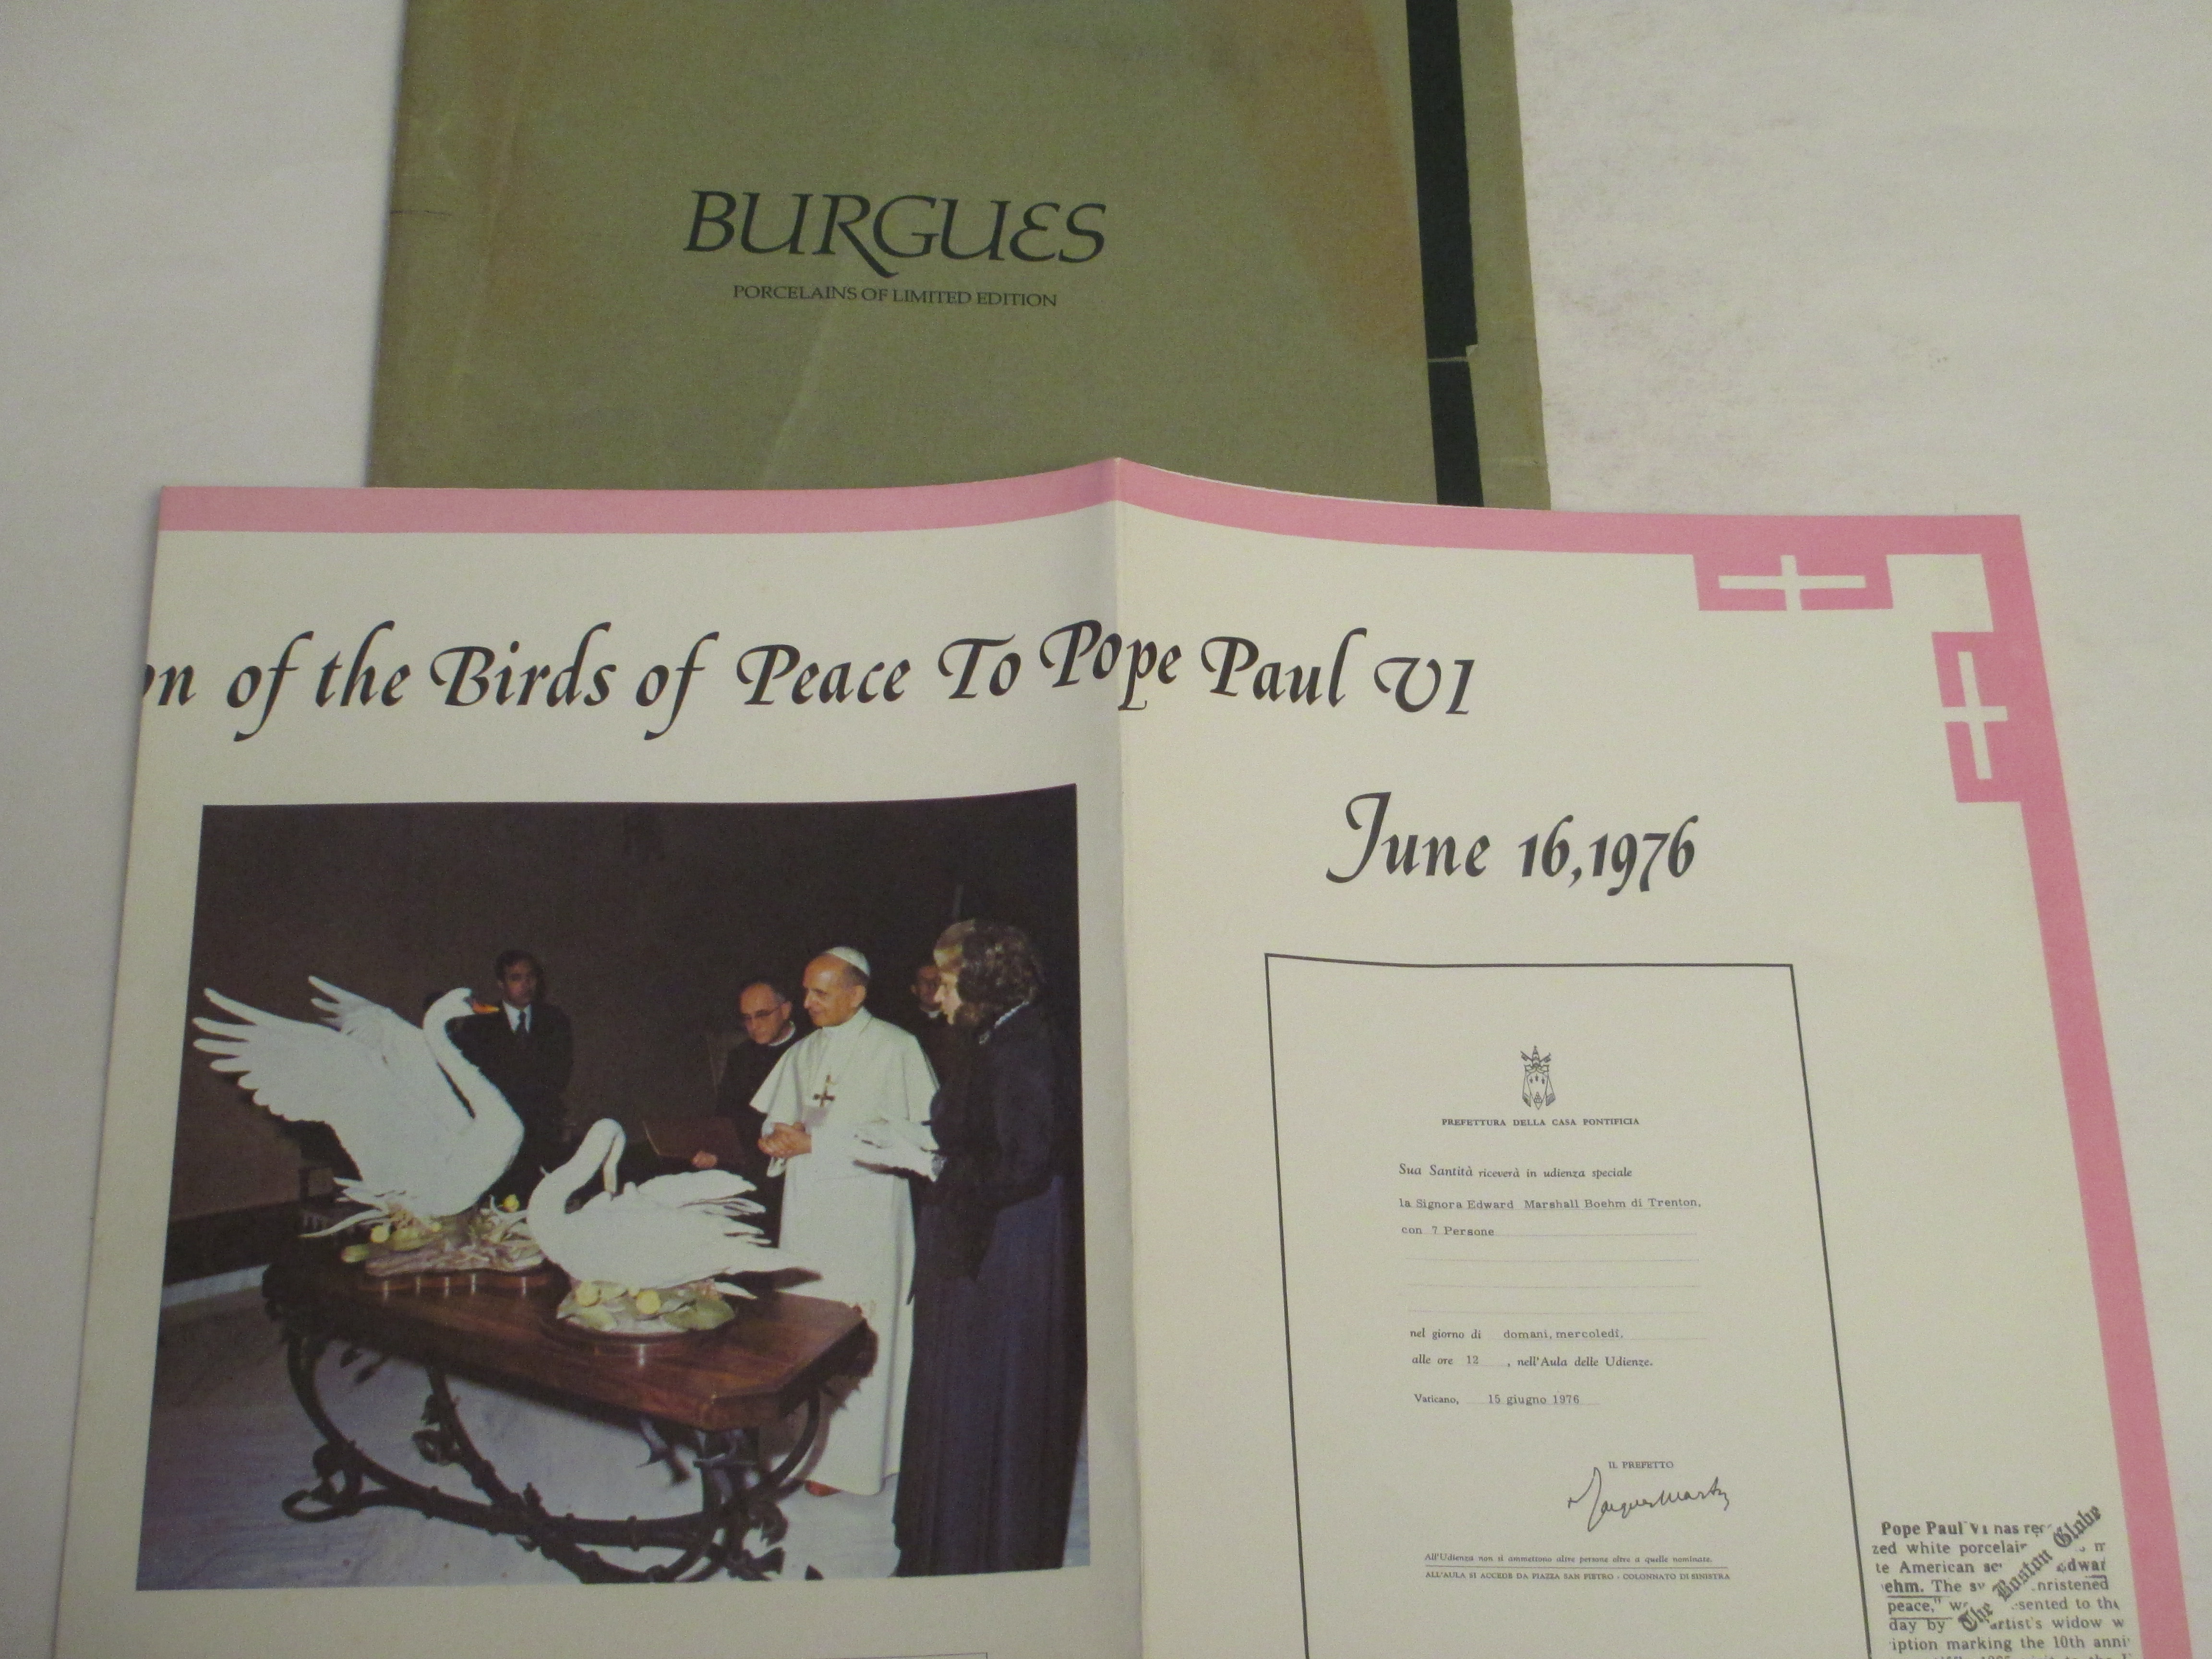 BURGUES
PORCELAINS OF LIMITED EDITION
of the Birds of Peace To Pope Paul VI
June 16, 1976
PREFETTURA DELLA CASA PONTIFICIA
Sua Santità riceverà in udienza speciale
la Signora Edward Marshall Boehm di Trenton,
con 7 Persone
nel giorno di domani, mercoledì,
alle ore 12 , nell'Aula delle Udienze.
Vaticano, 15 giugno 1976
IL PREFETTO
All'Udienza non si ammettono altre persone oltre a quelle nominate.
ALL'AULA SI ACCEDE DA PIAZZA SAN PIETRO - COLONNATO DI SINISTRA
The Boston Globe
Pope Paul VI has
zed white
te American
ehm. The
peace," to the
day by artist's widow
marking the 10th